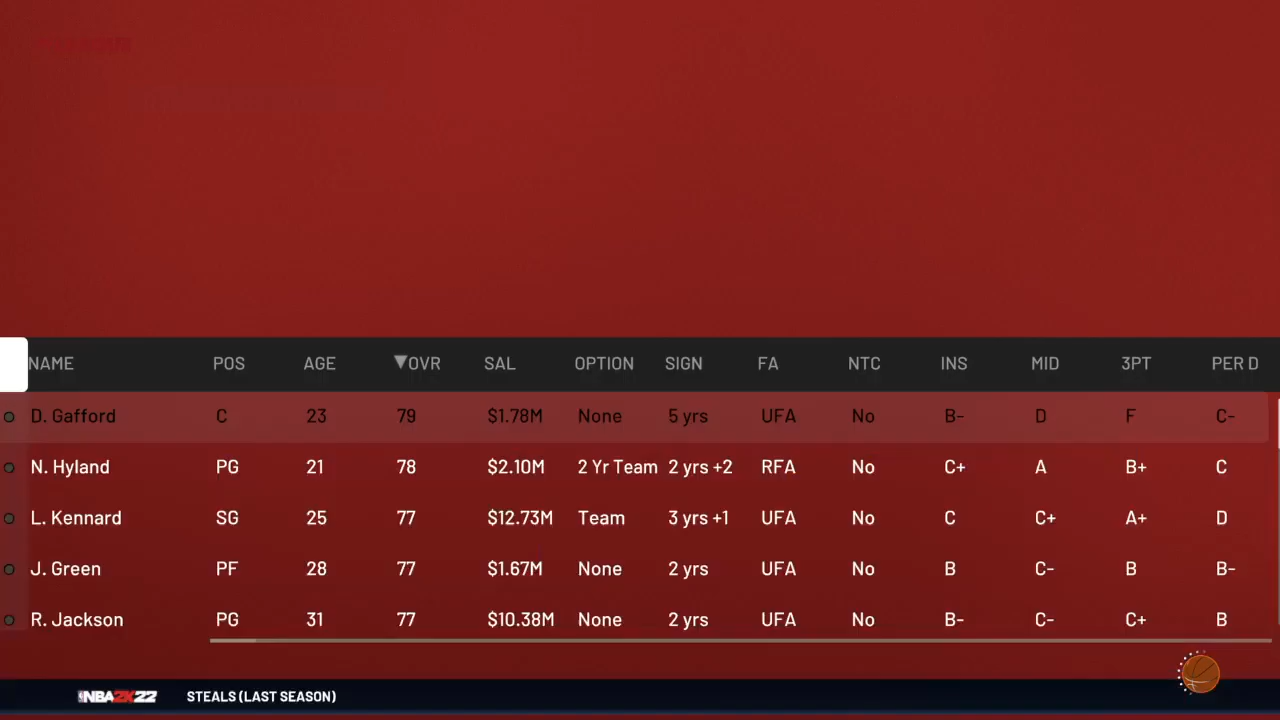 NAME POS AGE ▼OVR SAL OPTION SIGN FA NTC INS MID 3PT PER D
D. Gafford C 23 79 $1.78M None 5 yrs UFA No B- D F C-
N. Hyland PG 21 78 $2.10M 2 Yr Team 2 yrs +2 RFA No C+ A B+ C
L. Kennard SG 25 77 $12.73M Team 3 yrs +1 UFA No C C+ A+ D
J. Green PF 28 77 $1.67M None 2 yrs UFA No B C- B B-
R. Jackson PG 31 77 $10.38M None 2 yrs UFA No B- C- C+ B
NBA 2K22 STEALS (LAST SEASON)